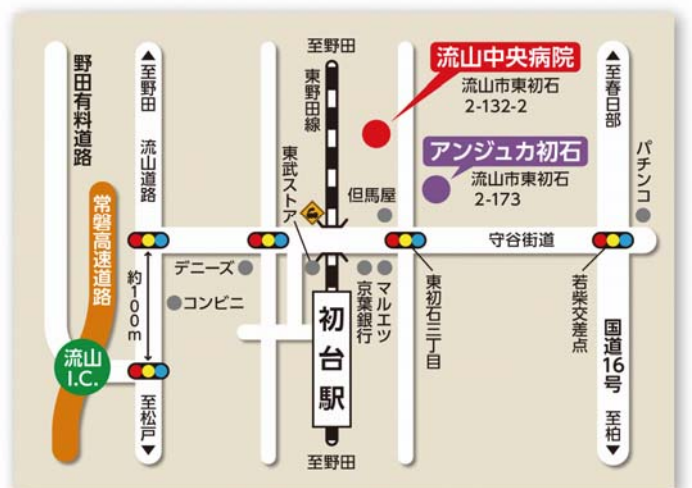 至野田
流山中央病院
流山市東初石
2-132-2
アンジュカ初石
流山市東初石
2-173
野田有料道路
▲至野田
流山道路
東野田線
▲至春日部
パチンコ
東武ストア
但馬屋
常磐高速道路
守谷街道
デニーズ
コンビニ
約100m
マルエツ
京葉銀行
東初石三丁目
若柴交差点
初台駅
国道16号
流山
I.C.
至松戸▼
至野田
至柏▼